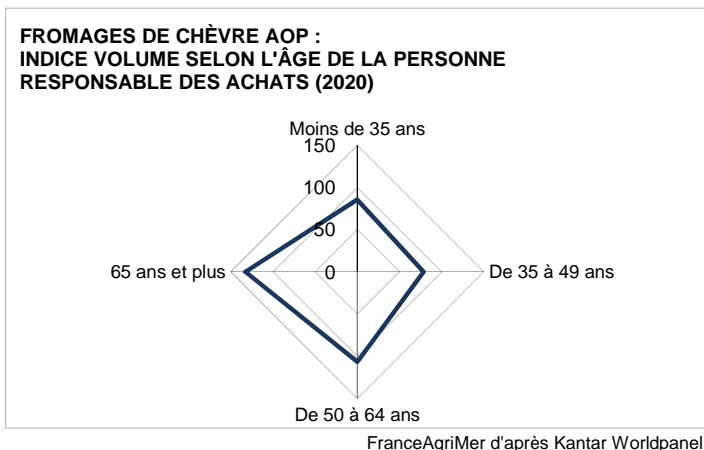 FROMAGES DE CHÈVRE AOP :
INDICE VOLUME SELON L'ÂGE DE LA PERSONNE
RESPONSABLE DES ACHATS (2020)
Moins de 35 ans
150
100
50
65 ans et plus
0
De 35 à 49 ans
De 50 à 64 ans
FranceAgriMer d'après Kantar Worldpanel